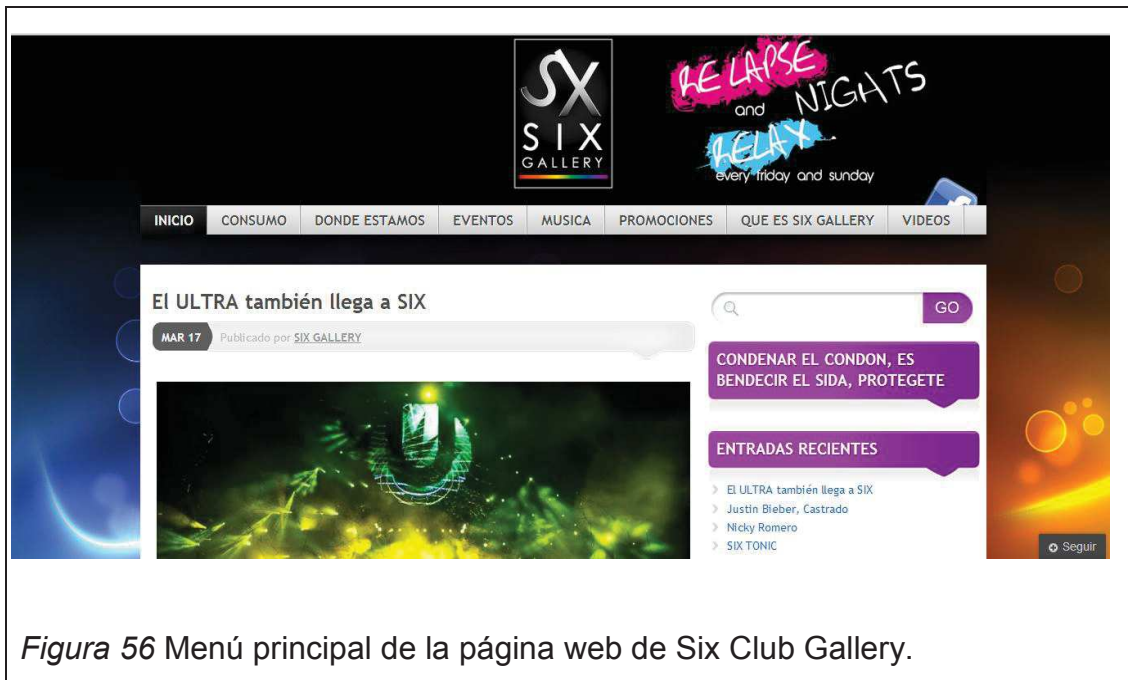 SX
SIX
GALLERY
RELAPSE
and NIGHTS
RELAX
every friday and sunday
f
INICIO CONSUMO DONDE ESTAMOS EVENTOS MUSICA PROMOCIONES QUE ES SIX GALLERY VIDEOS
El ULTRA también llega a SIX
MAR 17 Publicado por SIX GALLERY
GO
CONDENAR EL CONDON, ES
BENDECIR EL SIDA, PROTEGETE
ENTRADAS RECIENTES
El ULTRA también llega a SIX
Justin Bieber, Castrado
Nicky Romero
SIX TONIC
Seguir
Figura 56 Menú principal de la página web de Six Club Gallery.